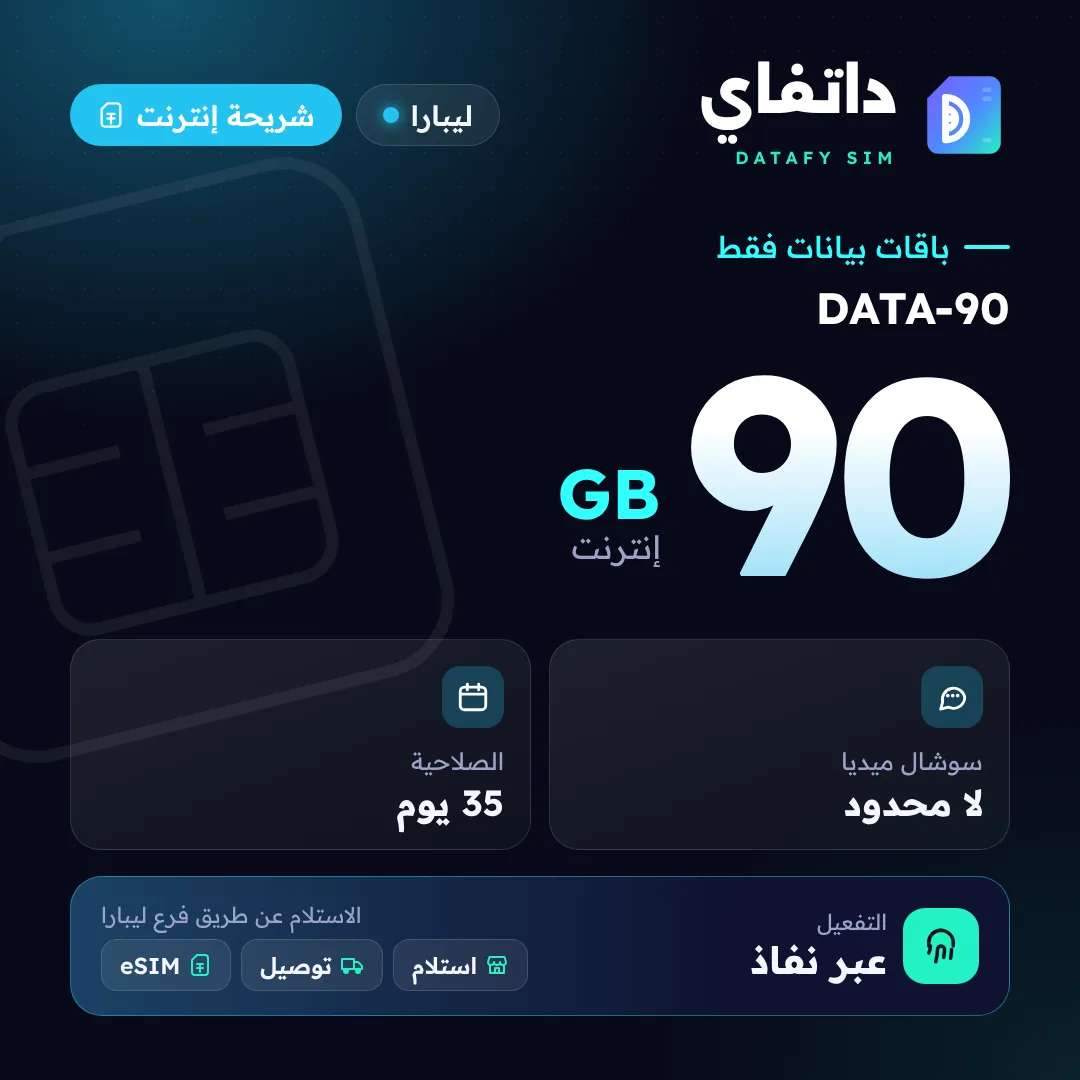 داتفاي
DATAFY SIM
ليبارا
شريحة إنترنت
باقات بيانات فقط
DATA-90
90
GB
إنترنت
سوشال ميديا
لا محدود
الصلاحية
35 يوم
التفعيل
عبر نفاذ
الاستلام عن طريق فرع ليبارا
استلام
توصيل
eSIM